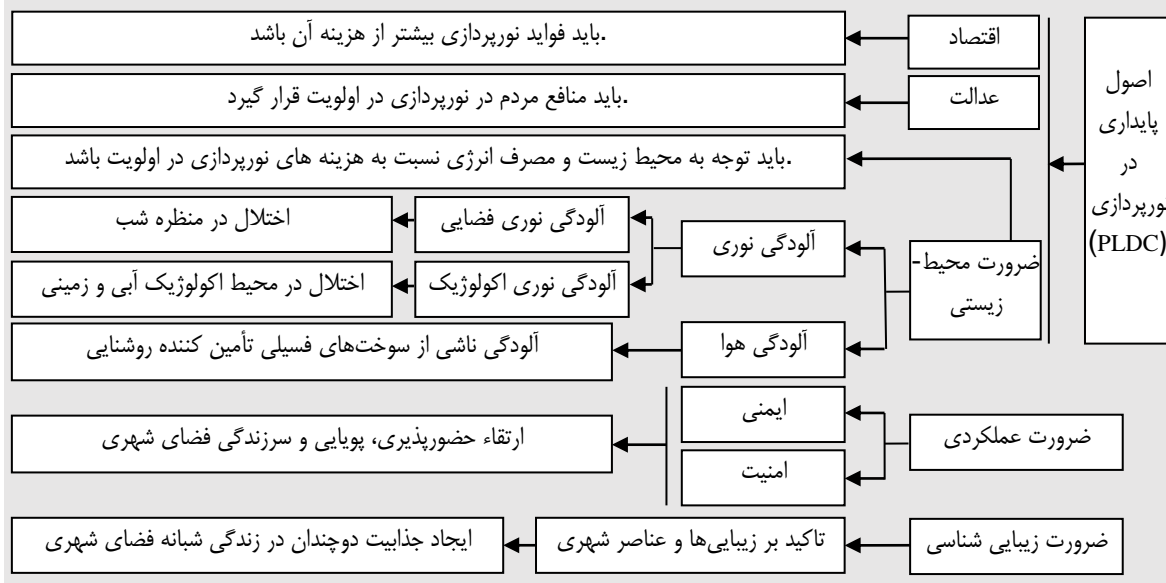 اصول
پایداری
در
نورپردازی
(PLDC)
اقتصاد
.باید فواید نورپردازی بیشتر از هزینه آن باشد
عدالت
.باید منافع مردم در نورپردازی در اولویت قرار گیرد
ضرورت محیط-
زیستی
.باید توجه به محیط زیست و مصرف انرژی نسبت به هزینه های نورپردازی در اولویت باشد
آلودگی نوری
آلودگی نوری فضایی
اختلال در منظره شب
آلودگی نوری اکولوژیک
اختلال در محیط اکولوژیک آبی و زمینی
آلودگی هوا
آلودگی ناشی از سوخت‌های فسیلی تأمین کننده روشنایی
ضرورت عملکردی
ایمنی
امنیت
ارتقاء حضورپذیری، پویایی و سرزندگی فضای شهری
ضرورت زیبایی شناسی
تاکید بر زیبایی‌ها و عناصر شهری
ایجاد جذابیت دوچندان در زندگی شبانه فضای شهری